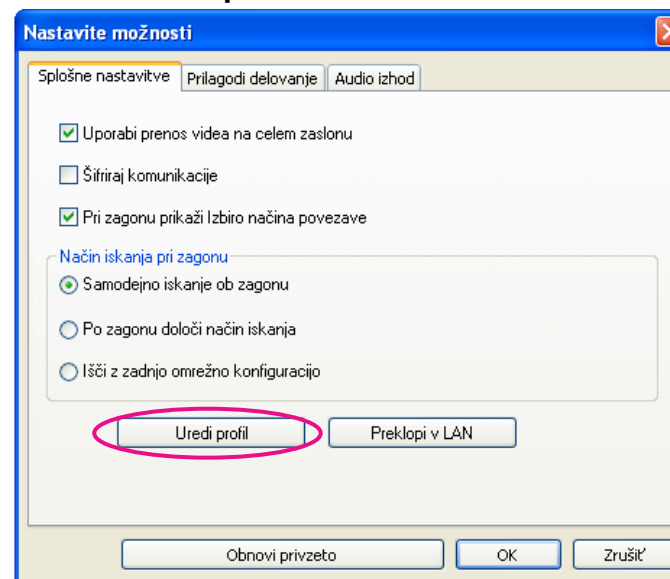 Nastavite možnosti
Splošne nastavitve Prilagodi delovanje Audio izhod
Uporabi prenos videa na celem zaslonu
Šifriraj komunikacije
Pri zagonu prikaži Izbiro načina povezave
Način iskanja pri zagonu
Samodejno iskanje ob zagonu
Po zagonu določi način iskanja
Išči z zadnjo omrežno konfiguracijo
Uredi profil Preklopi v LAN
Obnovi privzeto OK Zrušiť